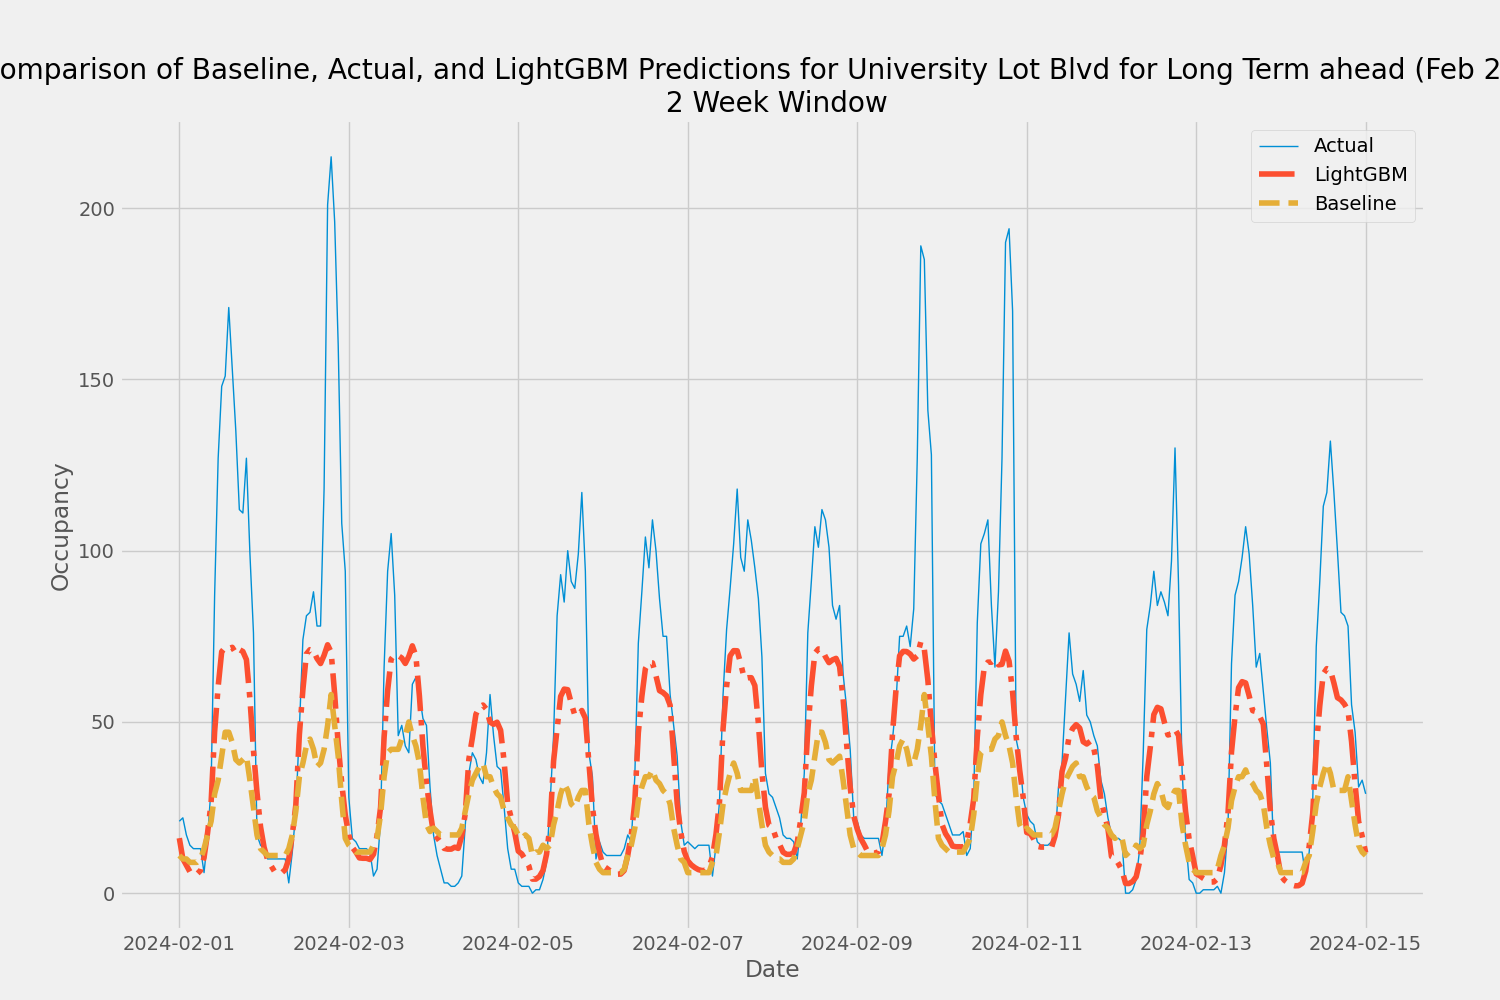 omparison of Baseline, Actual, and LightGBM Predictions for University Lot Blvd for Long Term ahead (Feb 2
2 Week Window
Actual
LightGBM
Baseline
200
150
100
50
0
Occupancy
2024-02-01 2024-02-03 2024-02-05 2024-02-07 2024-02-09 2024-02-11 2024-02-13 2024-02-15
Date